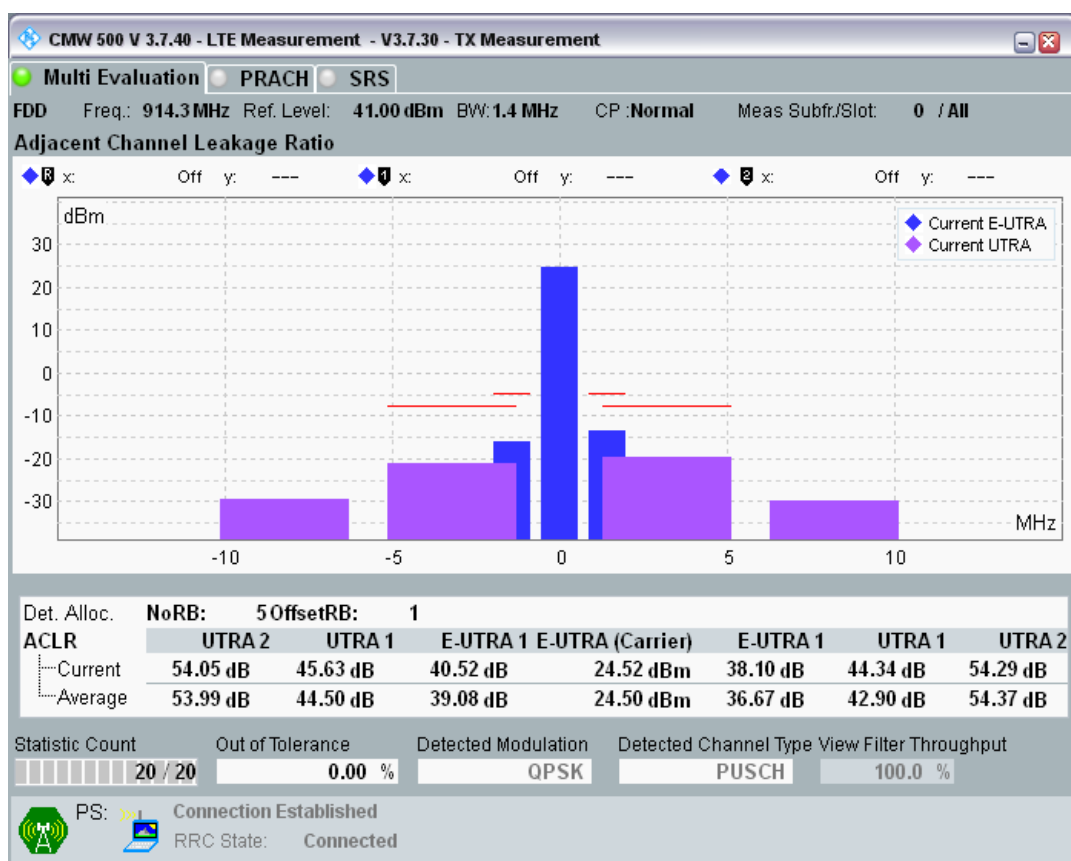 CMW 500 V 3.7.40 - LTE Measurement - V3.7.30 - TX Measurement
Multi Evaluation PRACH SRS
FDD Freq.: 914.3 MHz Ref. Level: 41.00 dBm BW: 1.4 MHz CP :Normal Meas Subfr./Slot: 0 / All
Adjacent Channel Leakage Ratio
R x: Off y: --- 1 x: Off y: --- 2 x: Off y: ---
dBm
Current E-UTRA
Current UTRA
30
20
10
0
-10
-20
-30
MHz
-10 -5 0 5 10
Det. Alloc. NoRB: 5 OffsetRB: 1
ACLR UTRA 2 UTRA 1 E-UTRA 1 E-UTRA (Carrier) E-UTRA 1 UTRA 1 UTRA 2
Current 54.05 dB 45.63 dB 40.52 dB 24.52 dBm 38.10 dB 44.34 dB 54.29 dB
Average 53.99 dB 44.50 dB 39.08 dB 24.50 dBm 36.67 dB 42.90 dB 54.37 dB
Statistic Count Out of Tolerance Detected Modulation Detected Channel Type View Filter Throughput
20 / 20 0.00 % QPSK PUSCH 100.0 %
PS: Connection Established
RRC State: Connected